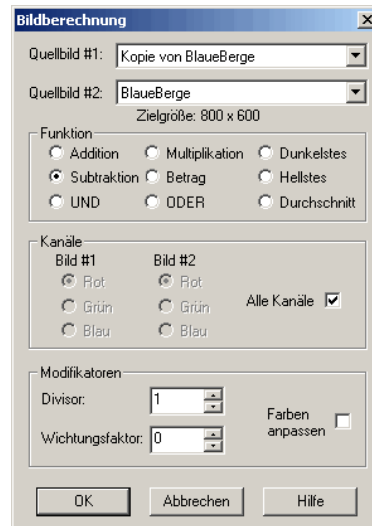 Bildberechnung
Quellbild #1: Kopie von BlaueBerge
Quellbild #2: BlaueBerge
Zielgröße: 800 x 600
Funktion
Addition Multiplikation Dunkelstes
Subtraktion Betrag Hellstes
UND ODER Durchschnitt
Kanäle
Bild #1 Bild #2
Rot Rot
Grün Grün Alle Kanäle
Blau Blau
Modifikatoren
Divisor: 1
Farben anpassen
Wichtungsfaktor: 0
OK Abbrechen Hilfe